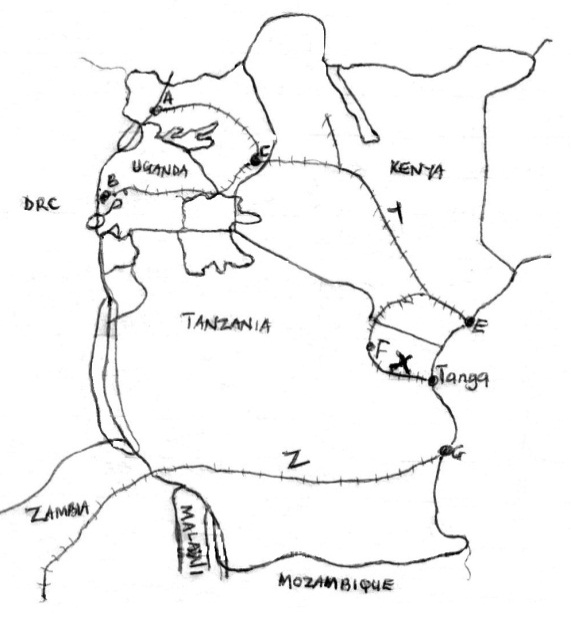 A
C
UGANDA
KENYA
B
DRC
Y
TANZANIA
E
F
X
Tanga
G
Z
ZAMBIA
MALAWI
MOZAMBIQUE